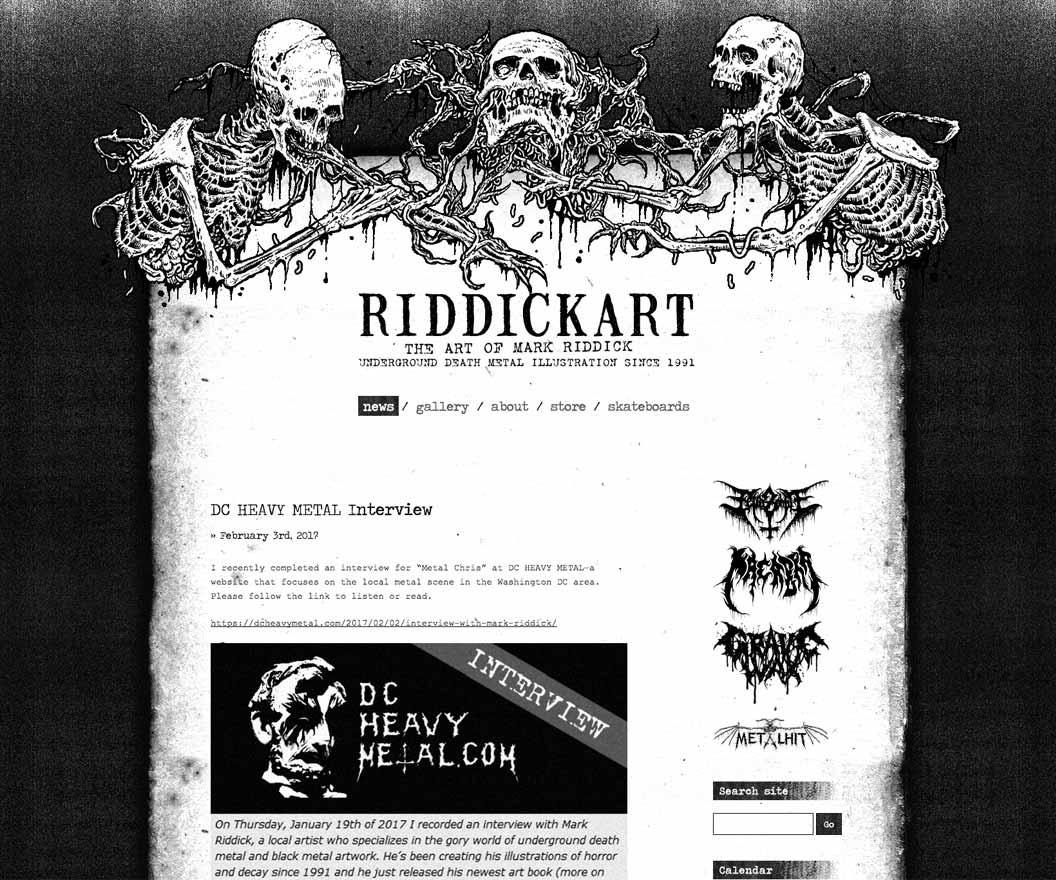 RIDDICKART
THE ART OF MARK RIDDICK
UNDERGROUND DEATH METAL ILLUSTRATION SINCE 1991
news / gallery / about / store / skateboards
DC HEAVY METAL Interview
» February 3rd, 2017
I recently completed an interview for “Metal Chris” at DC HEAVY METAL—a
website that focuses on the local metal scene in the Washington DC area.
Please follow the link to listen or read.
https://dcheavymetal.com/2017/02/02/interview-with-mark-riddick/
INTERVIEW
DC
HEAVY
METAL.COM
On Thursday, January 19th of 2017 I recorded an interview with Mark
Riddick, a local artist who specializes in the gory world of underground death
metal and black metal artwork. He's been creating his illustrations of horror
and decay since 1991 and he just released his newest art book (more on
GRAVE
WAX
METALHIT
Search site
Go
Calendar